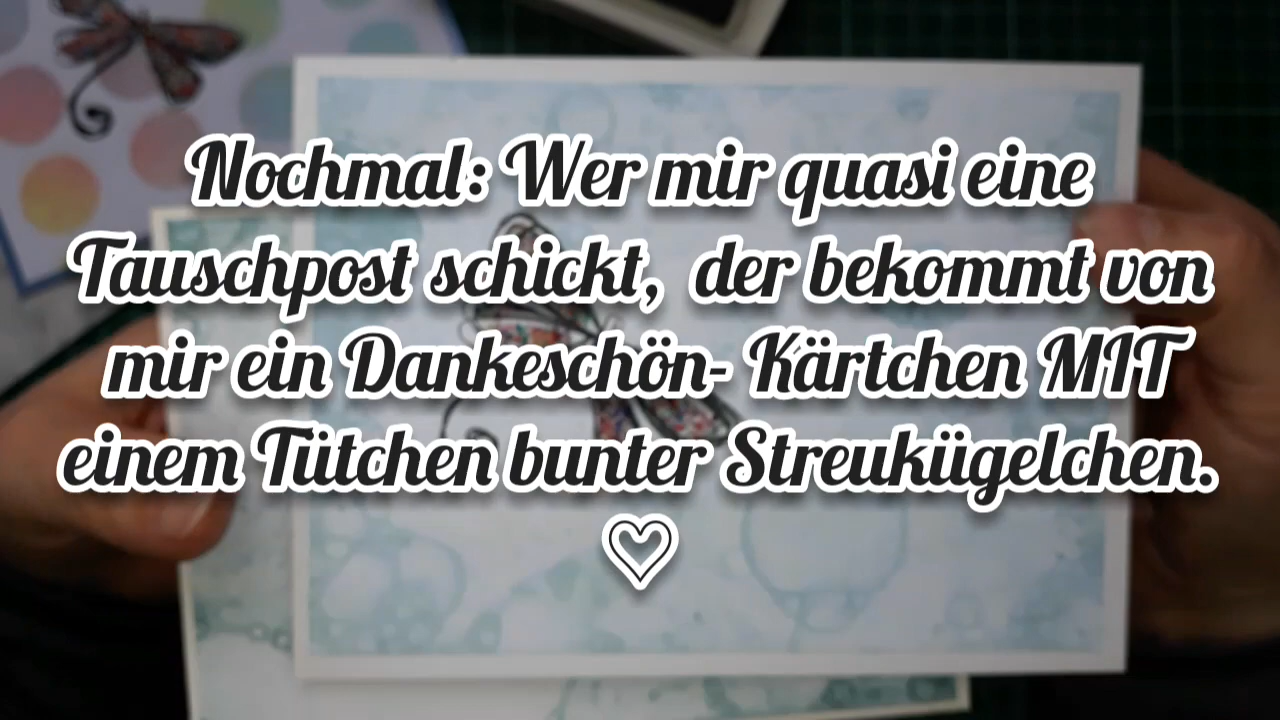 Nochmal: Wer mir quasi eine
Tauschpost schickt, der bekommt von
mir ein Dankeschön- Kärtchen MIT
einem Tütchen bunter Streukügelchen.
♡